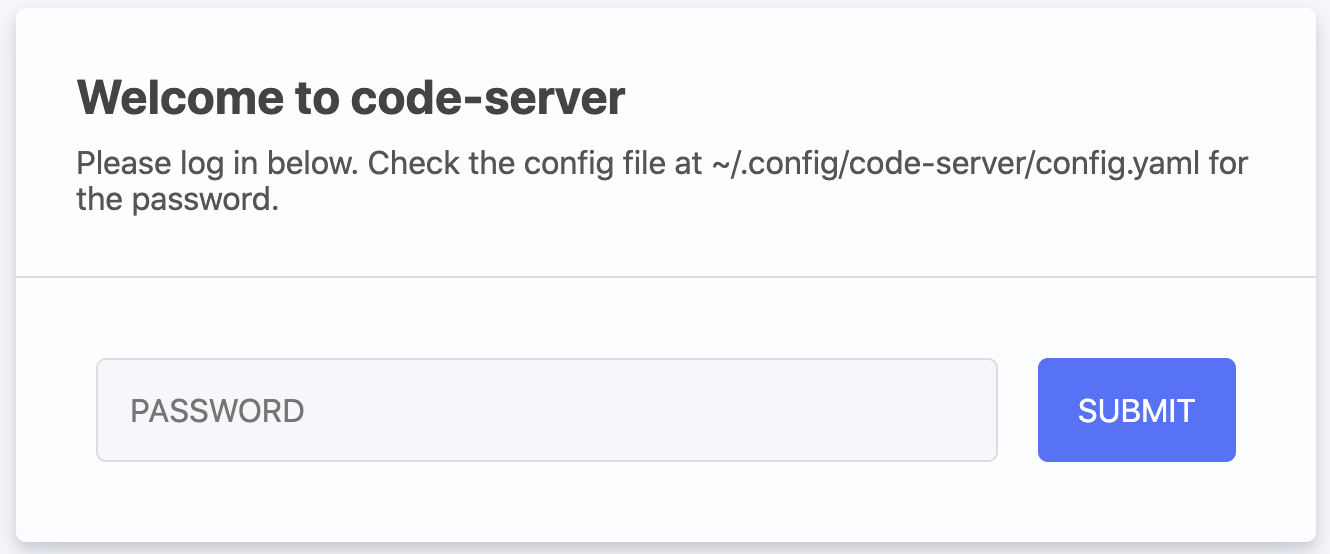 Welcome to code-server
Please log in below. Check the config file at ~/.config/code-server/config.yaml for
the password.
PASSWORD
SUBMIT